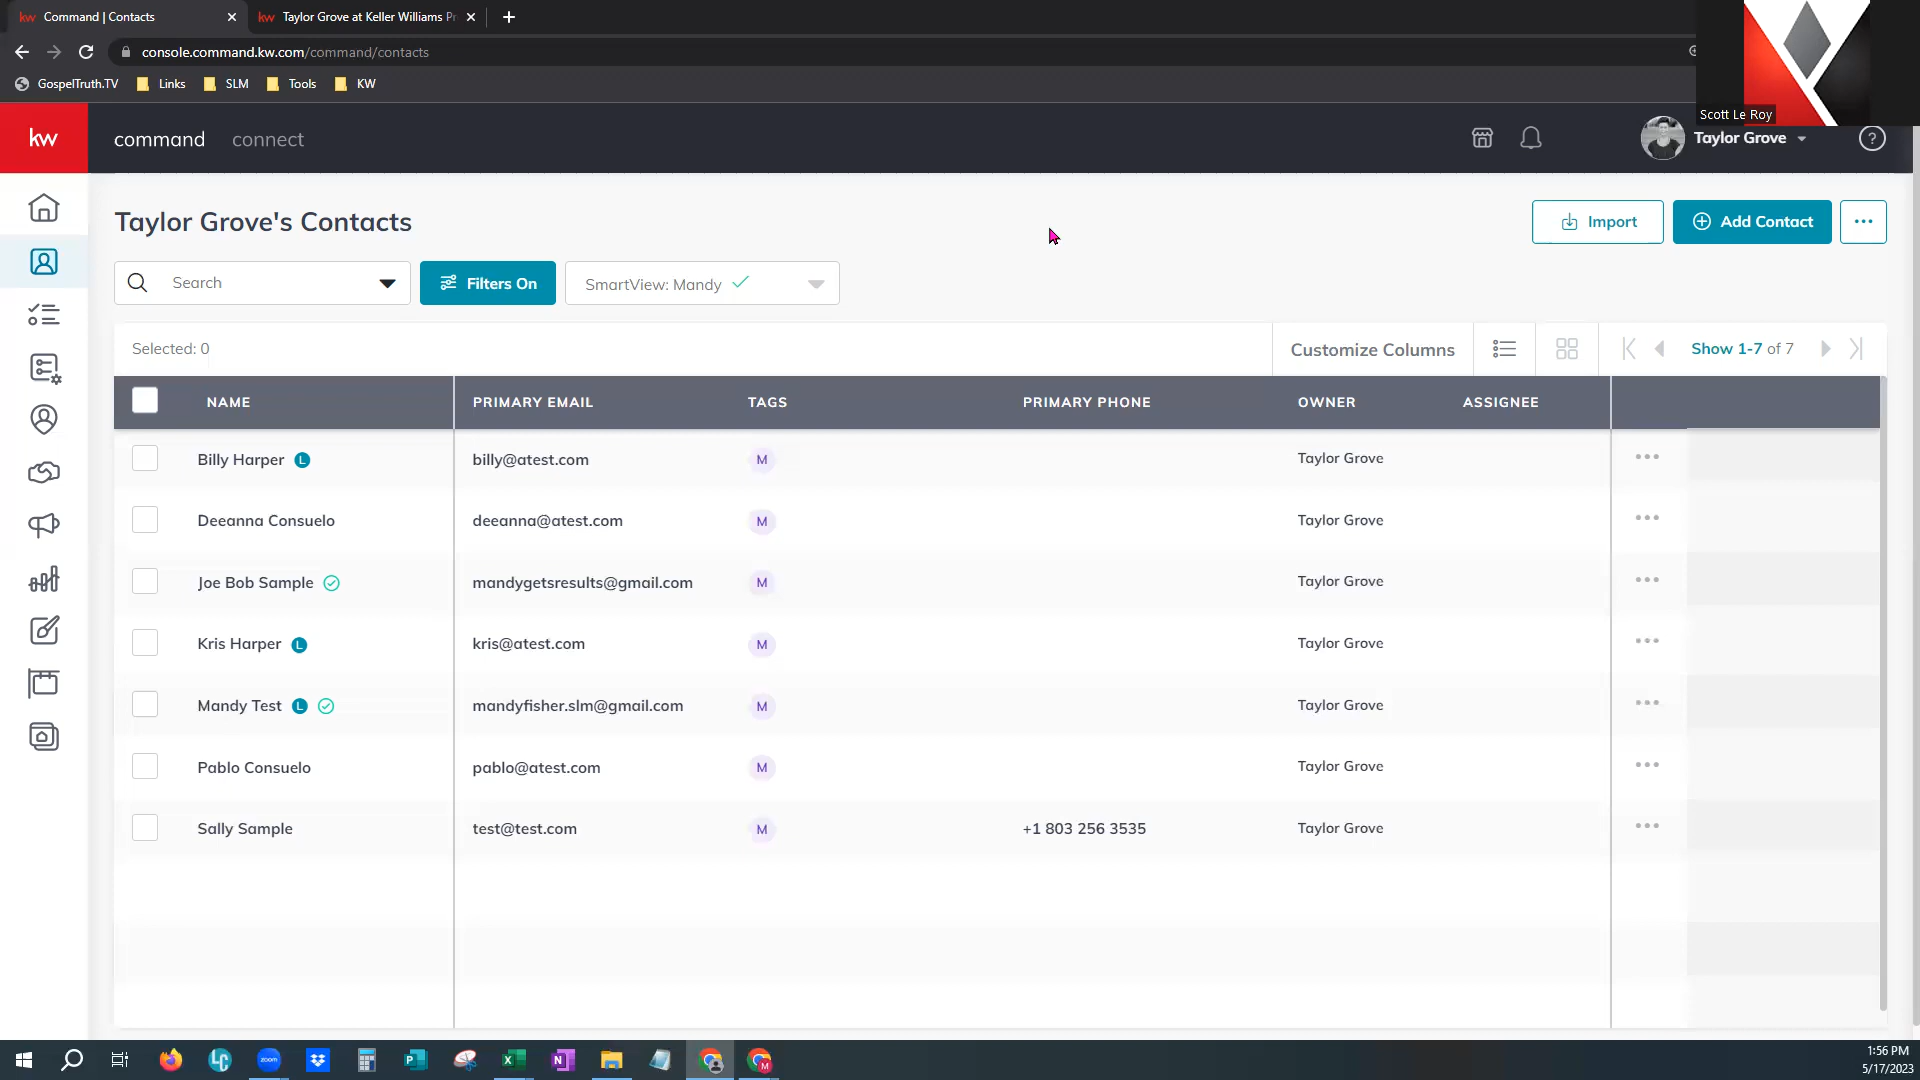 kw Command | Contacts
kw Taylor Grove at Keller Williams Pr
console.command.kw.com/command/contacts
GospelTruth.TV Links SLM Tools KW
Scott Le Roy
kw command connect Taylor Grove ?
Taylor Grove's Contacts
Import Add Contact
Search Filters On SmartView: Mandy
Selected: 0 Customize Columns Show 1-7 of 7
NAME PRIMARY EMAIL TAGS PRIMARY PHONE OWNER ASSIGNEE
Billy Harper L billy@atest.com M Taylor Grove
Deeanna Consuelo deeanna@atest.com M Taylor Grove
Joe Bob Sample mandygetsresults@gmail.com M Taylor Grove
Kris Harper L kris@atest.com M Taylor Grove
Mandy Test L mandyfisher.slm@gmail.com M Taylor Grove
Pablo Consuelo pablo@atest.com M Taylor Grove
Sally Sample test@test.com M +1 803 256 3535 Taylor Grove
LC zoom P X N M
1:56 PM
5/17/2023